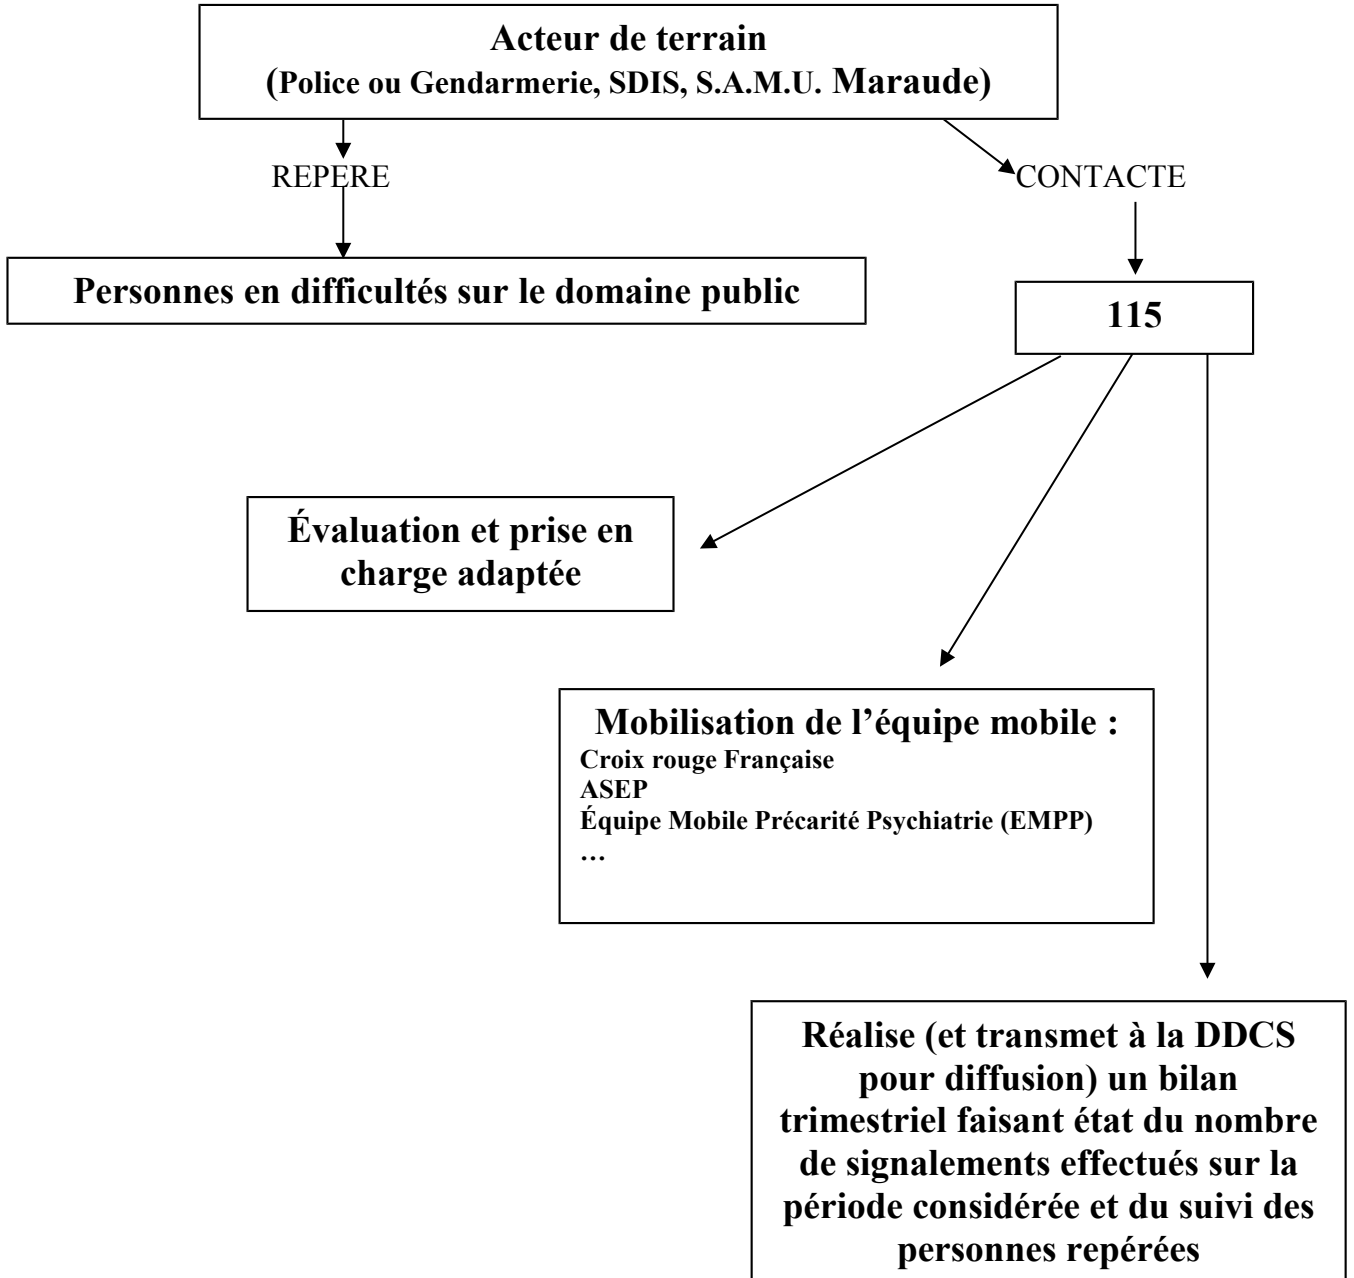 Acteur de terrain
(Police ou Gendarmerie, SDIS, S.A.M.U. Maraude)
REPERE
CONTACTE
Personnes en difficultés sur le domaine public
115
Évaluation et prise en
charge adaptée
Mobilisation de l’équipe mobile :
Croix rouge Française
ASEP
Équipe Mobile Précarité Psychiatrie (EMPP)
…
Réalise (et transmet à la DDCS
pour diffusion) un bilan
trimestriel faisant état du nombre
de signalements effectués sur la
période considérée et du suivi des
personnes repérées